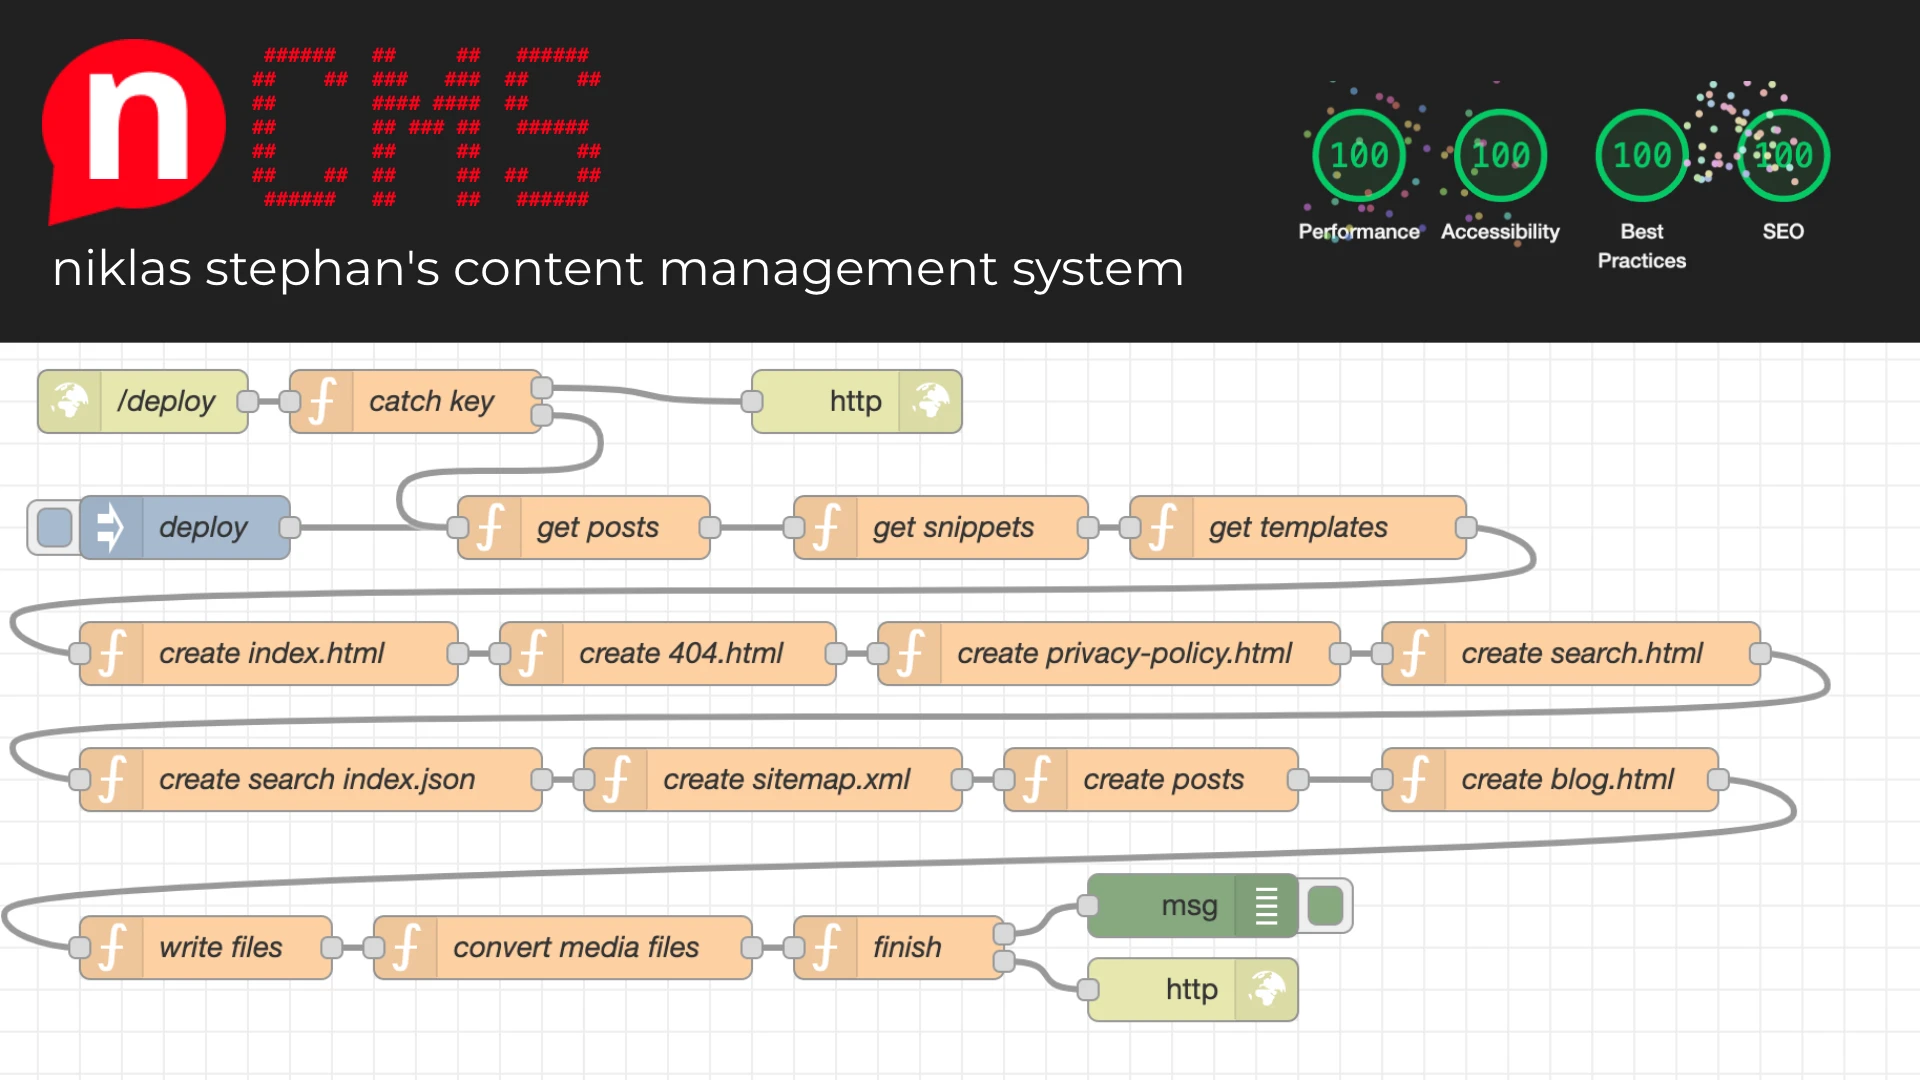 n CMS
niklas stephan's content management system
100 100 100 100
Performance Accessibility Best Practices SEO
/deploy catch key http
deploy get posts get snippets get templates
create index.html create 404.html create privacy-policy.html create search.html
create search index.json create sitemap.xml create posts create blog.html
msg
write files convert media files finish
http